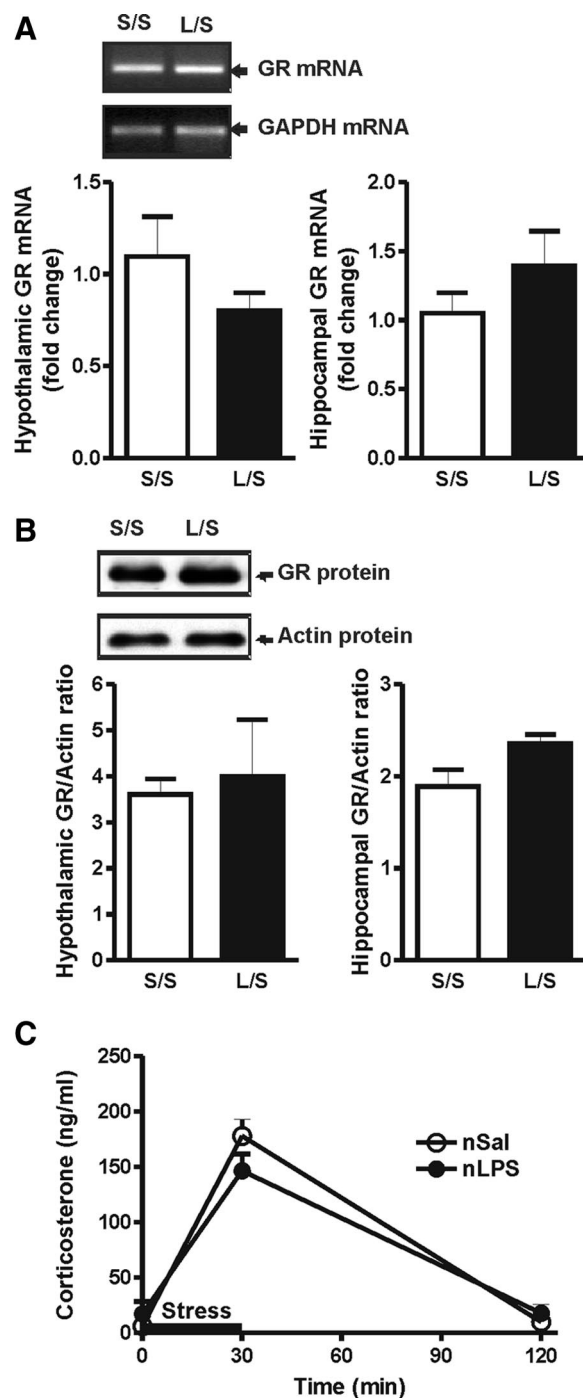 A
S/S L/S
GR mRNA
GAPDH mRNA
Hypothalamic GR mRNA
(fold change)
1.5
1.0
0.5
0.0
S/S L/S
Hippocampal GR mRNA
(fold change)
2.0
1.5
1.0
0.5
0.0
S/S L/S
B
S/S L/S
GR protein
Actin protein
Hypothalamic GR/Actin ratio
6
5
4
3
2
1
0
S/S L/S
Hippocampal GR/Actin ratio
3
2
1
0
S/S L/S
C
Corticosterone (ng/ml)
250
200
150
100
50
0
nSal
nLPS
Stress
0 30 60 90 120
Time (min)